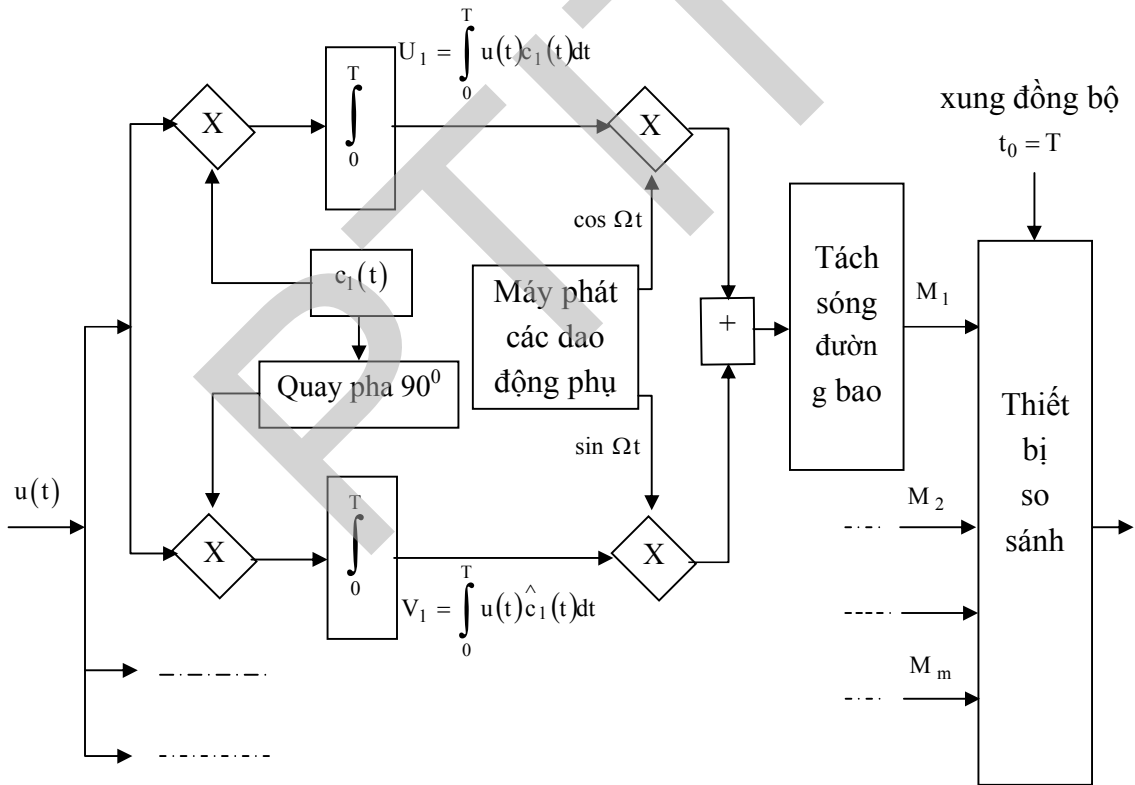 U₁ = ∫₀ᵀ u(t)c₁(t)dt
X
∫₀ᵀ
X
xung đồng bộ
t₀ = T
cos Ωt
c₁(t)
Máy phát
các dao
động phụ
Quay pha 90⁰
+
Tách
sóng
đườn
g bao
M₁
sin Ωt
u(t)
X
∫₀ᵀ
X
V₁ = ∫₀ᵀ u(t)ĉ₁(t)dt
M₂
Mₘ
Thiết
bị
so
sánh
PTIT